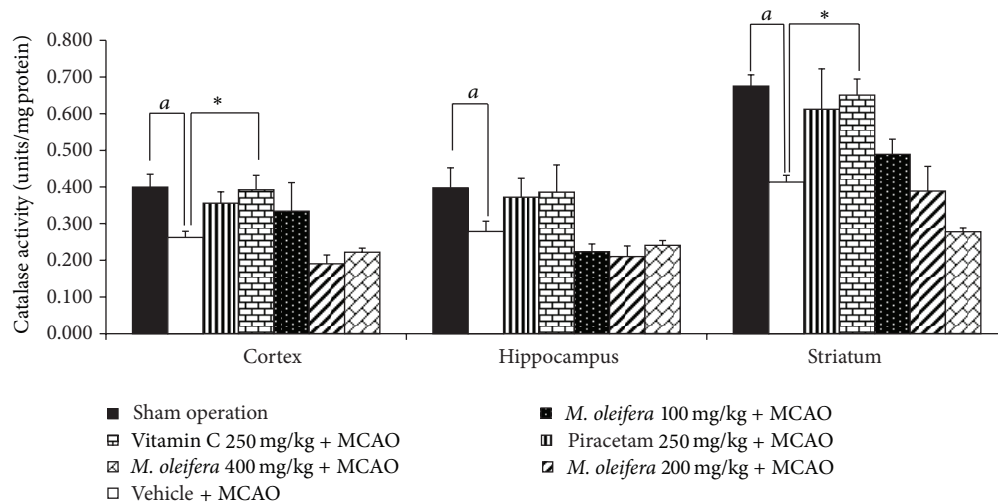 Catalase activity (units/mg protein)
0.800
0.700
0.600
0.500
0.400
0.300
0.200
0.100
0.000
a
*
a
a
*
Cortex
Hippocampus
Striatum
Sham operation
Vitamin C 250 mg/kg + MCAO
M. oleifera 400 mg/kg + MCAO
Vehicle + MCAO
M. oleifera 100 mg/kg + MCAO
Piracetam 250 mg/kg + MCAO
M. oleifera 200 mg/kg + MCAO